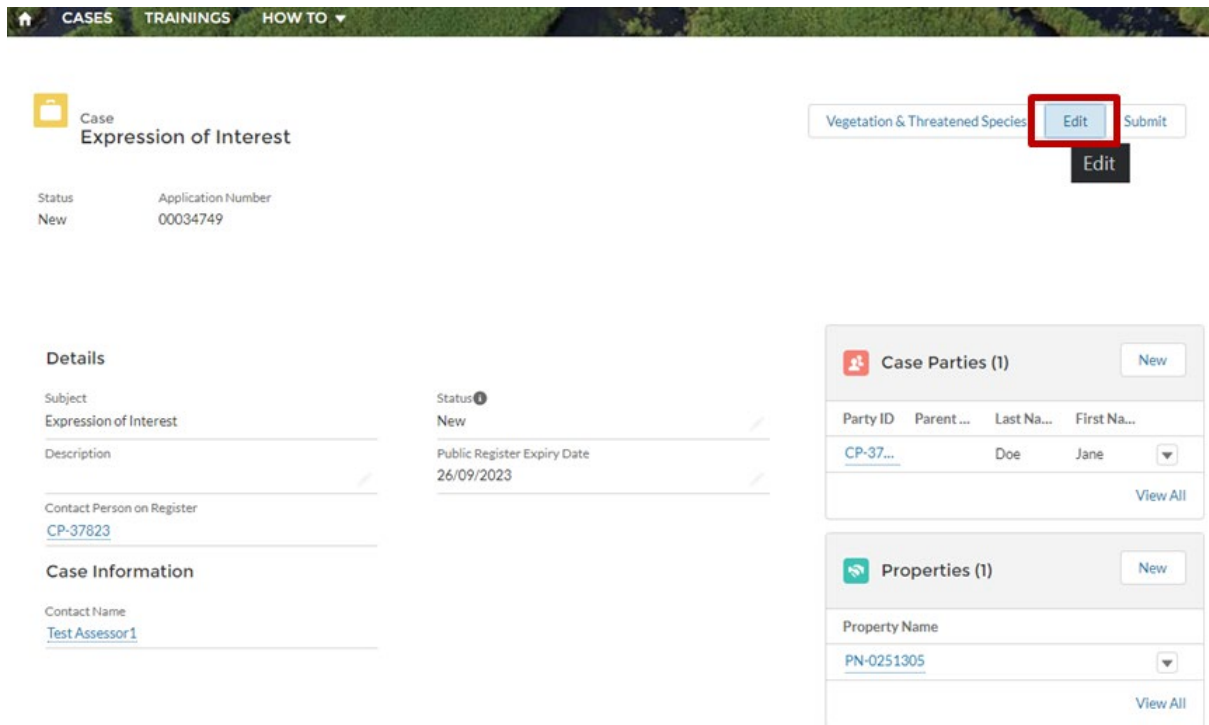 CASES TRAININGS HOW TO
Case
Expression of Interest
Vegetation & Threatened Species Edit Submit
Edit
Status Application Number
New 00034749
Details
Subject Status
Expression of Interest New
Description Public Register Expiry Date
26/09/2023
Contact Person on Register
CP-37823
Case Information
Contact Name
Test Assessor1
Case Parties (1) New
Party ID Parent ... Last Na... First Na...
CP-37... Doe Jane
View All
Properties (1) New
Property Name
PN-0251305
View All